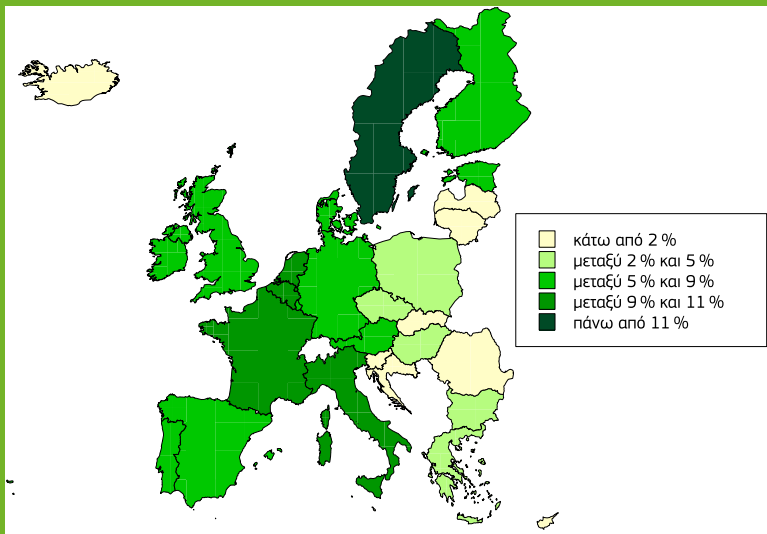 κάτω από 2 %
μεταξύ 2 % και 5 %
μεταξύ 5 % και 9 %
μεταξύ 9 % και 11 %
πάνω από 11 %